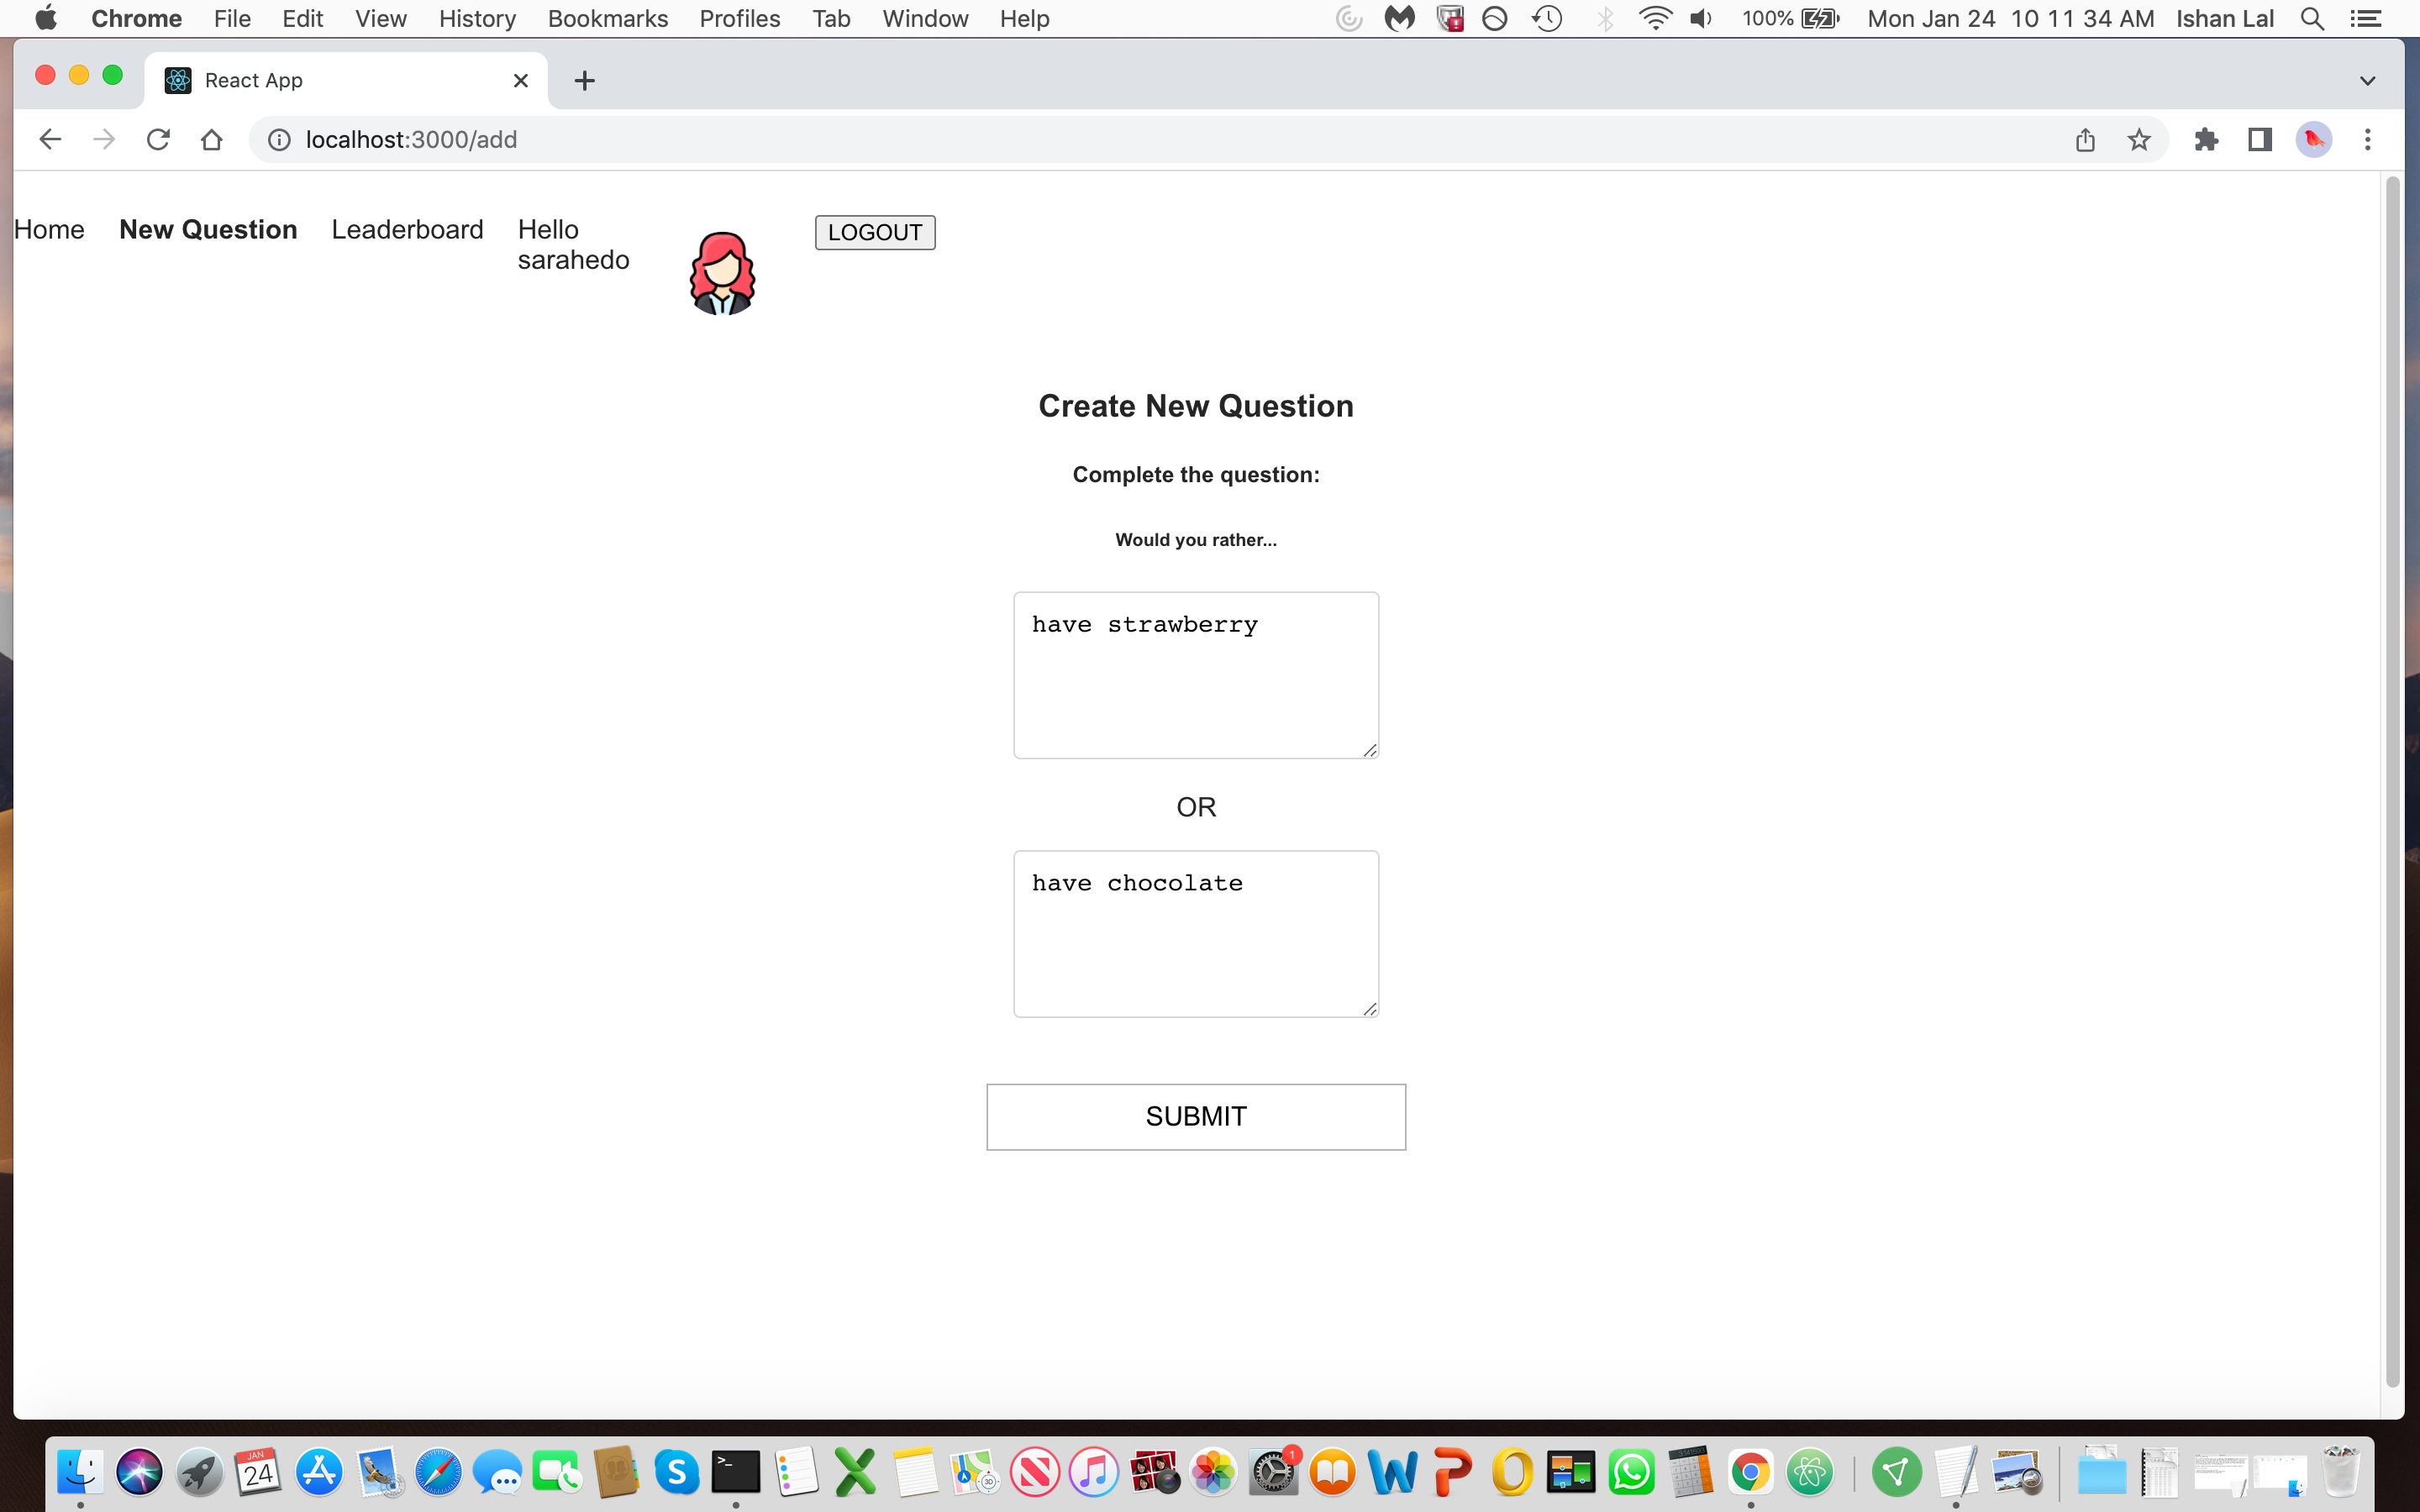 Chrome File Edit View History Bookmarks Profiles Tab Window Help 100% Mon Jan 24 10 11 34 AM Ishan Lal
React App
localhost:3000/add
Home New Question Leaderboard Hello sarahedo LOGOUT
Create New Question
Complete the question:
Would you rather...
have strawberry
OR
have chocolate
SUBMIT
JAN
24
1